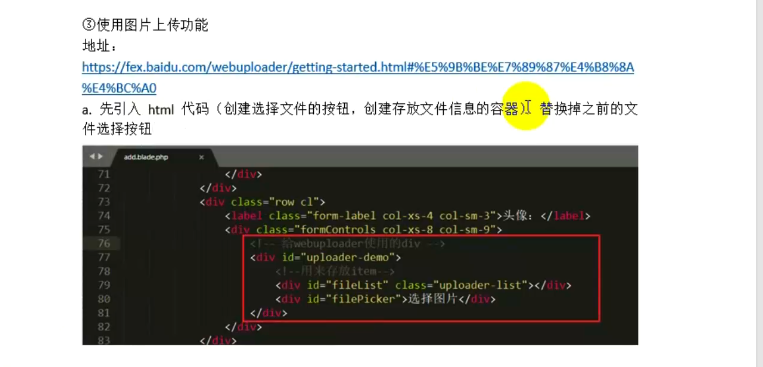 ③使用图片上传功能
地址：
https://fex.baidu.com/webuploader/getting-started.html#%E5%9B%BE%E7%89%87%E4%B8%8A
%E4%BC%A0
a. 先引入 html 代码（创建选择文件的按钮，创建存放文件信息的容器） 替换掉之前的文
件选择按钮
add.blade.php ×
71 </div>
72 </div>
73 <div class="row cl">
74 <label class="form-label col-xs-4 col-sm-3">头像：</label>
75 <div class="formControls col-xs-8 col-sm-9">
76 <!-- 给webuploader使用的div -->
77 <div id="uploader-demo">
78 <!--用来存放item-->
79 <div id="fileList" class="uploader-list"></div>
80 <div id="filePicker">选择图片</div>
81 </div>
82 </div>
83 </div>